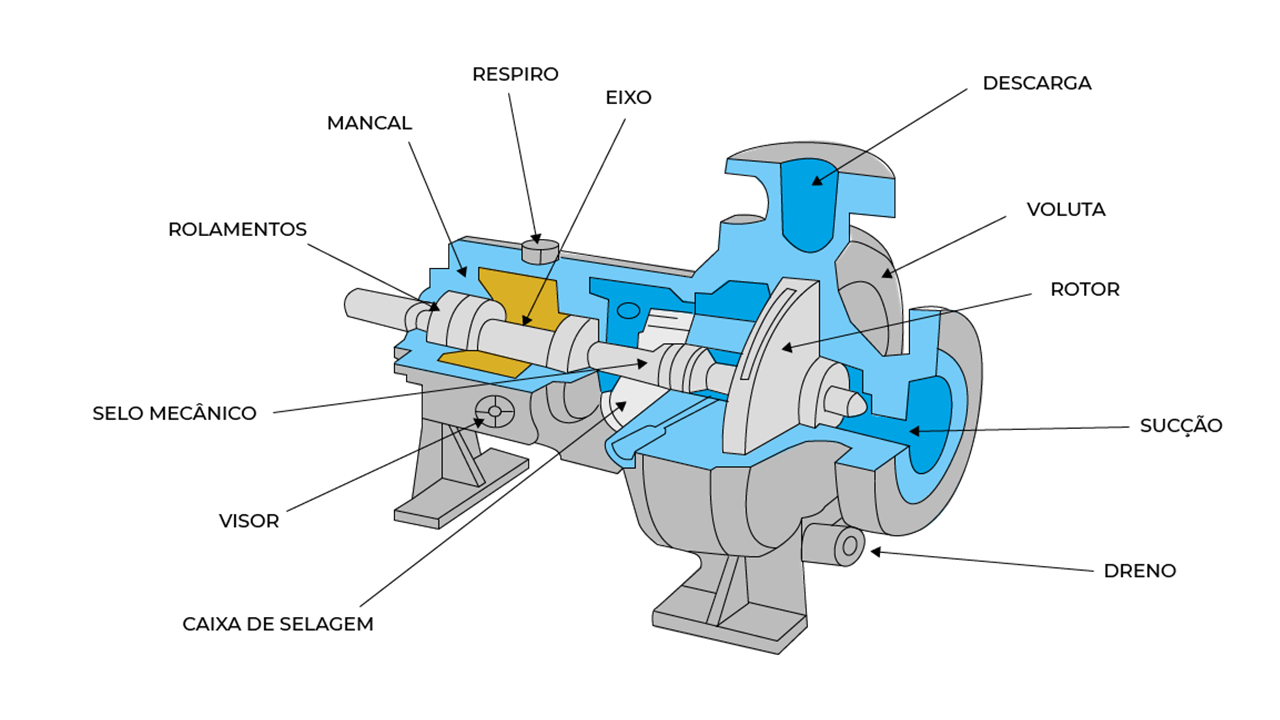 RESPIRO
DESCARGA
EIXO
MANCAL
VOLUTA
ROLAMENTOS
ROTOR
SELO MECÂNICO
SUCÇÃO
VISOR
DRENO
CAIXA DE SELAGEM